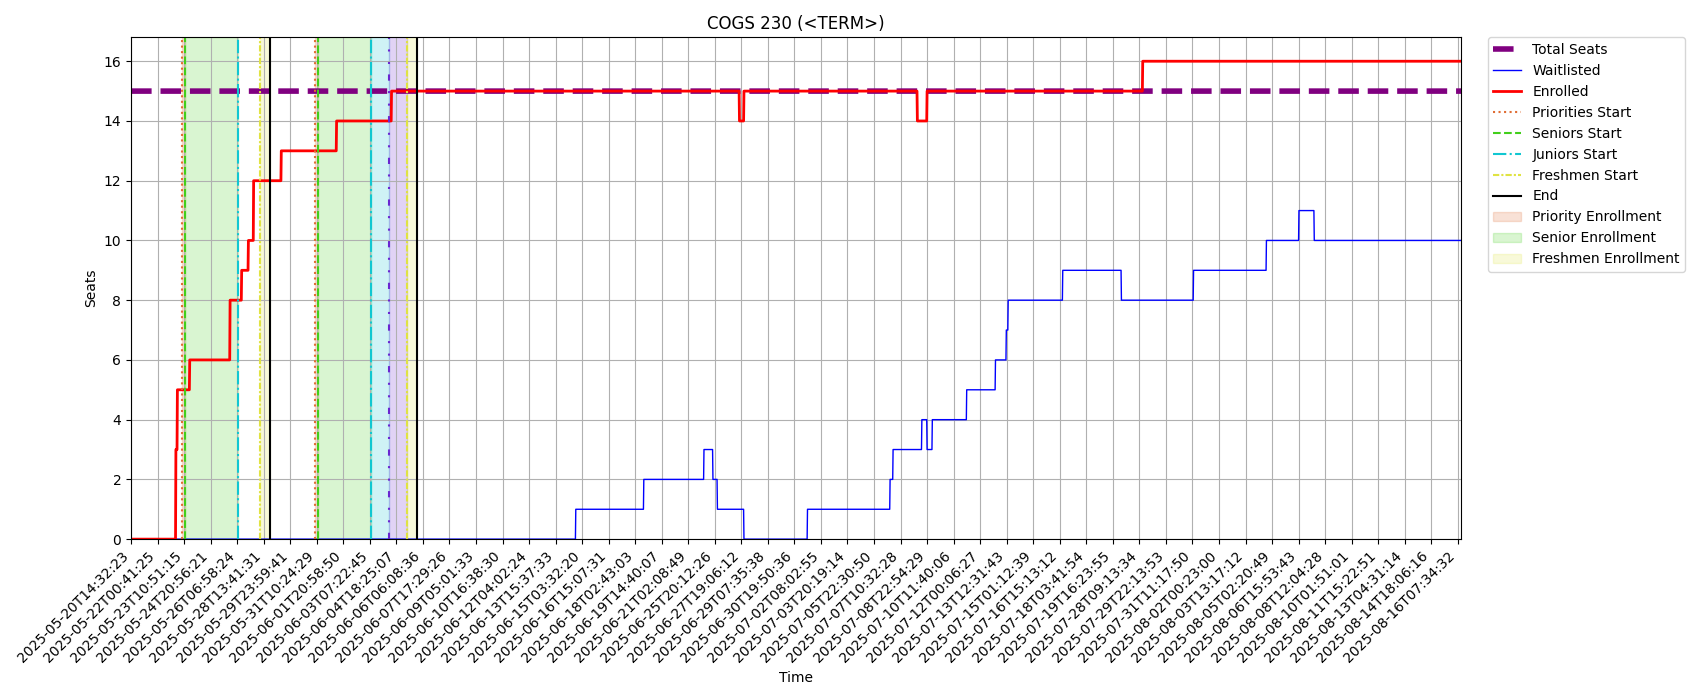 COGS 230 (<TERM>)
Seats
16
14
12
10
8
6
4
2
0
2025-05-20T14:32:23
2025-05-22T00:41:25
2025-05-23T10:51:15
2025-05-24T20:56:21
2025-05-26T06:58:24
2025-05-28T13:41:31
2025-05-29T23:59:41
2025-05-31T10:24:29
2025-06-01T20:58:50
2025-06-03T07:22:45
2025-06-04T18:25:07
2025-06-06T06:08:36
2025-06-07T17:29:26
2025-06-09T05:01:33
2025-06-10T16:38:30
2025-06-12T04:02:24
2025-06-13T15:37:33
2025-06-15T03:32:20
2025-06-16T15:07:31
2025-06-18T02:43:03
2025-06-19T14:40:07
2025-06-21T02:08:49
2025-06-25T20:12:26
2025-06-27T19:06:12
2025-06-29T07:35:38
2025-06-30T19:50:36
2025-07-02T08:02:55
2025-07-03T20:19:14
2025-07-05T22:30:50
2025-07-07T10:32:28
2025-07-08T22:54:29
2025-07-10T11:40:06
2025-07-12T00:06:27
2025-07-13T12:31:43
2025-07-16T15:12:39
2025-07-16T15:13:12
2025-07-18T03:41:54
2025-07-19T16:23:55
2025-07-28T09:13:34
2025-07-29T22:13:53
2025-07-31T11:17:50
2025-08-02T00:23:00
2025-08-03T13:17:12
2025-08-05T02:20:49
2025-08-06T15:53:43
2025-08-08T12:04:28
2025-08-10T01:51:01
2025-08-11T15:22:51
2025-08-13T04:31:14
2025-08-14T18:06:16
2025-08-16T07:34:32
Time
Total Seats
Waitlisted
Enrolled
Priorities Start
Seniors Start
Juniors Start
Freshmen Start
End
Priority Enrollment
Senior Enrollment
Freshmen Enrollment